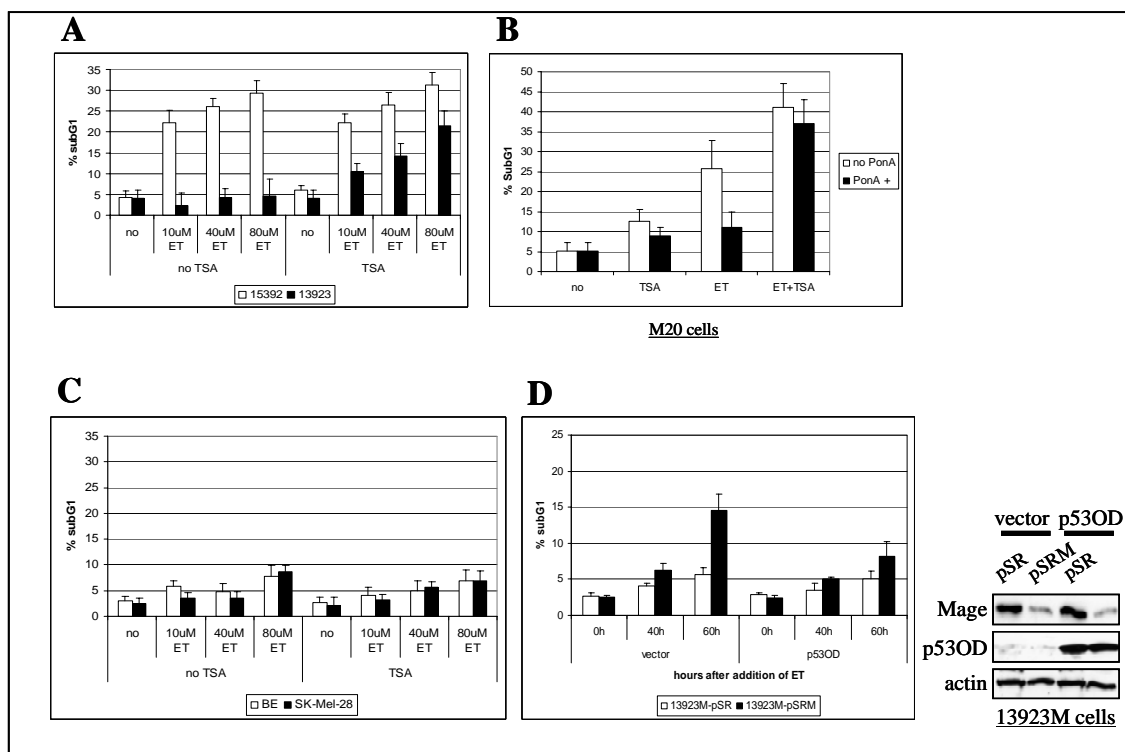 A
35
30
25
20
15
10
5
0
% subG1
no 10uM ET 40uM ET 80uM ET no 10uM ET 40uM ET 80uM ET
no TSA TSA
15392 13923
B
50
45
40
35
30
25
20
15
10
5
0
% SubG1
no TSA ET ET+TSA
no PonA
PonA +
M20 cells
C
35
30
25
20
15
10
5
0
% subG1
no 10uM ET 40uM ET 80uM ET no 10uM ET 40uM ET 80uM ET
no TSA TSA
BE SK-Mel-28
D
25
20
15
10
5
0
% subG1
0h 40h 60h 0h 40h 60h
vector p53OD
hours after addition of ET
13923M-pSR 13923M-pSRM
vector p53OD
pSR pSRM pSR
Mage
p53OD
actin
13923M cells